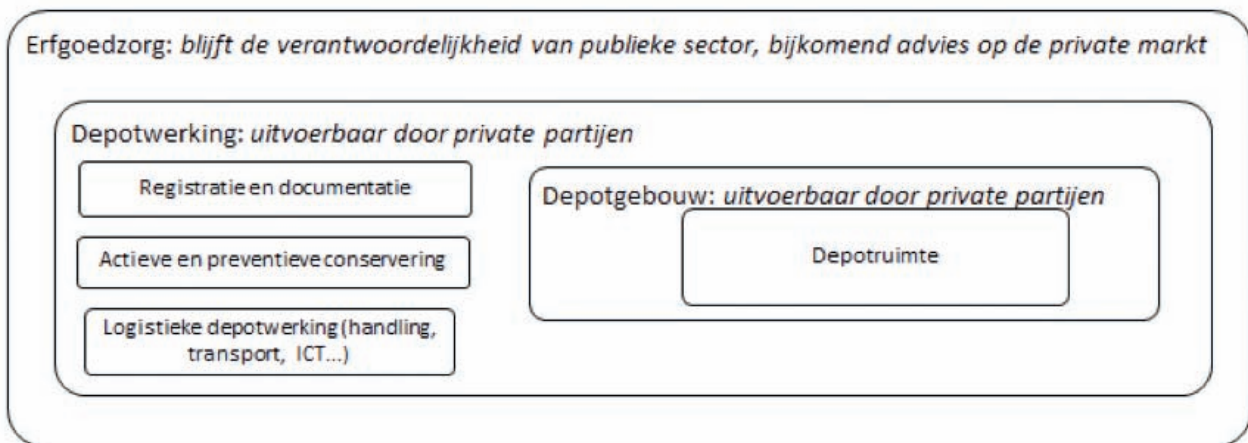 Erfgoedzorg: blijft de verantwoordelijkheid van publieke sector, bijkomend advies op de private markt
Depotwerking: uitvoerbaar door private partijen
Registratie en documentatie
Actieve en preventieve conservering
Logistieke depotwerking (handling,
transport, ICT...)
Depotgebouw: uitvoerbaar door private partijen
Depotruimte